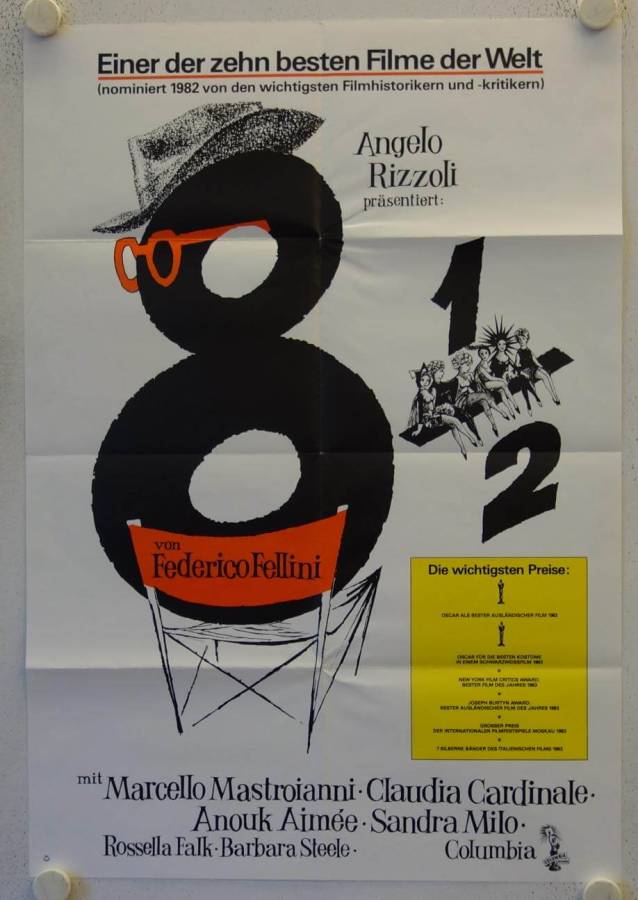 Einer der zehn besten Filme der Welt
(nominiert 1982 von den wichtigsten Filmhistorikern und -kritikern)
Angelo
Rizzoli
präsentiert:
8
1
2
von
Federico Fellini
Die wichtigsten Preise:
OSCAR ALS BESTER AUSLÄNDISCHER FILM 1963
OSCAR FÜR DIE BESTEN KOSTÜME
IN EINEM SCHWARZWEISSFILM 1963
NEW YORK FILM CRITICS AWARD:
BESTER FILM DES JAHRES 1963
JOSEPH BURTYN AWARD:
BESTER AUSLÄNDISCHER FILM DES JAHRES 1963
GROSSER PREIS
DER INTERNATIONALEN FILMFESTSPIELE MOSKAU 1963
7 SILBERNE BÄNDER DES ITALIENISCHEN FILMS 1963
mit Marcello Mastroianni · Claudia Cardinale ·
Anouk Aimée · Sandra Milo ·
Rossella Falk · Barbara Steele ·
Columbia